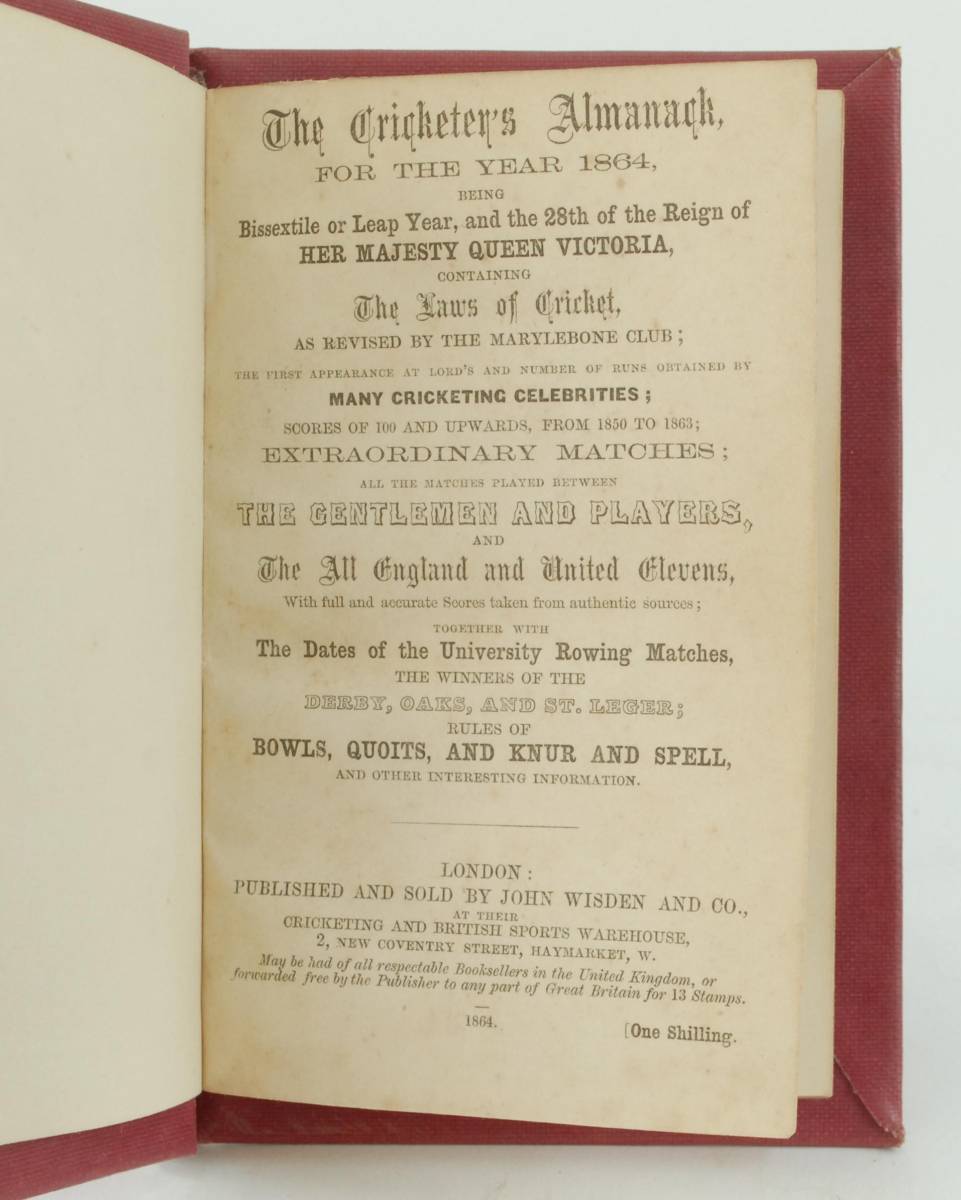 The Cricketer's Almanack,
FOR THE YEAR 1864,
BEING
Bissextile or Leap Year, and the 28th of the Reign of
HER MAJESTY QUEEN VICTORIA,
CONTAINING
The Laws of Cricket,
AS REVISED BY THE MARYLEBONE CLUB;
THE FIRST APPEARANCE AT LORD'S AND NUMBER OF RUNS OBTAINED BY
MANY CRICKETING CELEBRITIES;
SCORES OF 100 AND UPWARDS, FROM 1850 TO 1863;
EXTRAORDINARY MATCHES;
ALL THE MATCHES PLAYED BETWEEN
THE GENTLEMEN AND PLAYERS,
AND
The All England and United Elevens,
With full and accurate Scores taken from authentic sources;
TOGETHER WITH
The Dates of the University Rowing Matches,
THE WINNERS OF THE
DERBY, OAKS, AND ST. LEGER;
RULES OF
BOWLS, QUOITS, AND KNUR AND SPELL,
AND OTHER INTERESTING INFORMATION.
LONDON:
PUBLISHED AND SOLD BY JOHN WISDEN AND CO.,
AT THEIR
CRICKETING AND BRITISH SPORTS WAREHOUSE,
2, NEW COVENTRY STREET, HAYMARKET, W.
May be had of all respectable Booksellers in the United Kingdom, or
forwarded free by the Publisher to any part of Great Britain for 13 Stamps.
1864.
[One Shilling.